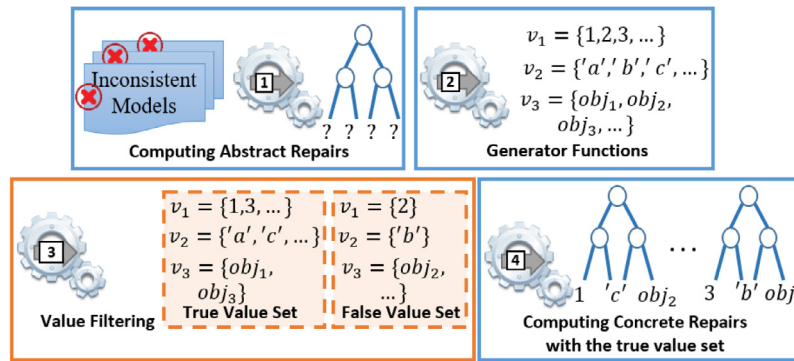 Inconsistent
Models
1
? ? ? ?
Computing Abstract Repairs
2
v₁ = {1,2,3, …}
v₂ = {'a',' b',' c', …}
v₃ = {obj₁, obj₂,
obj₃, …}
Generator Functions
3
Value Filtering
v₁ = {1,3, …}
v₂ = {'a','c', …}
v₃ = {obj₁,
obj₃}
True Value Set
v₁ = {2}
v₂ = {'b'}
v₃ = {obj₂,
…}
False Value Set
4
…
1 'c' obj₂ 3 'b' obj
Computing Concrete Repairs
with the true value set